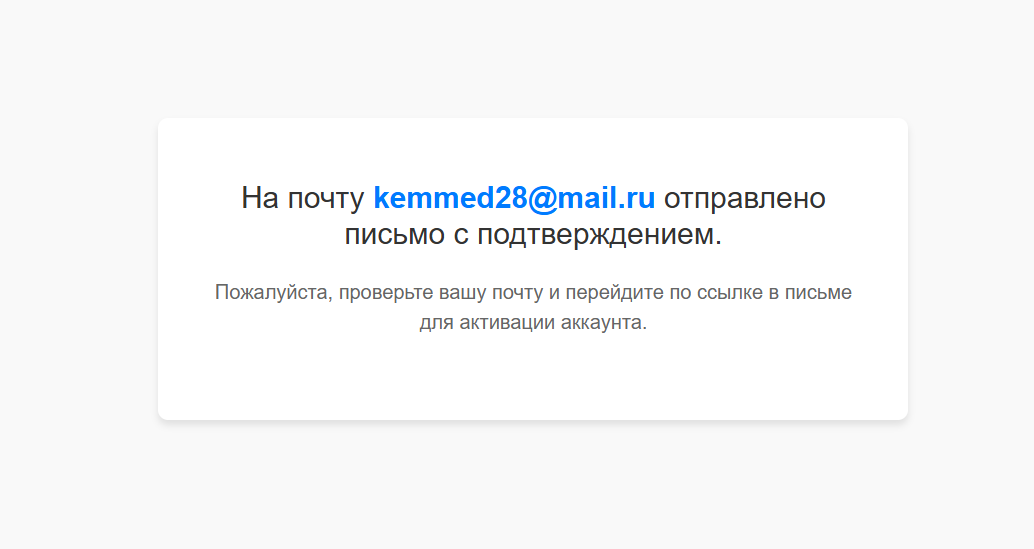 На почту kemmed28@mail.ru отправлено
письмо с подтверждением.
Пожалуйста, проверьте вашу почту и перейдите по ссылке в письме
для активации аккаунта.